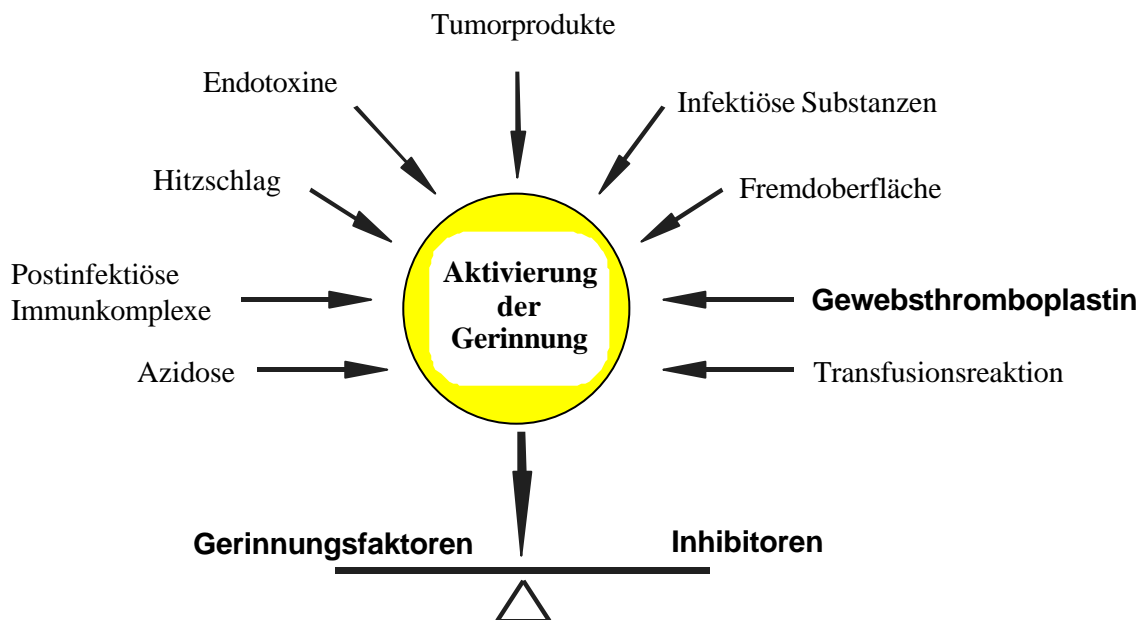 Tumorprodukte
Endotoxine
Infektiöse Substanzen
Hitzschlag
Fremdoberfläche
Postinfektiöse
Immunkomplexe
Aktivierung
der
Gerinnung
Gewebsthromboplastin
Azidose
Transfusionsreaktion
Gerinnungsfaktoren
Inhibitoren